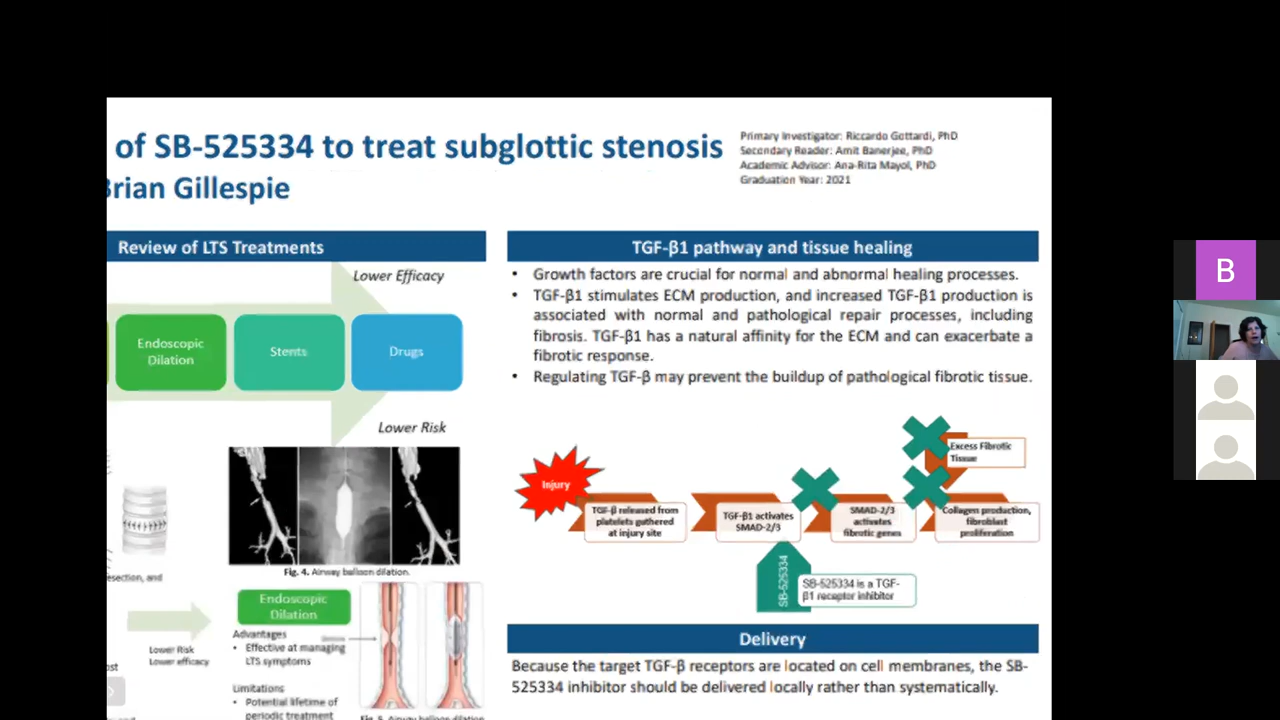 of SB-525334 to treat subglottic stenosis
Brian Gillespie
Primary Investigator: Riccardo Gottardi, PhD
Secondary Reader: Amit Banerjee, PhD
Academic Advisor: Ana-Rita Mayol, PhD
Graduation Year: 2021
Review of LTS Treatments
Lower Efficacy
Endoscopic
Dilation
Stents
Drugs
Lower Risk
Fig. 4. Airway balloon dilation.
esection, and
Endoscopic
Dilation
Lower Risk
Lower efficacy
Advantages
• Effective at managing
LTS symptoms
Limitations
• Potential lifetime of
periodic treatment
Fig. 5. Airway balloon dilation
TGF-β1 pathway and tissue healing
• Growth factors are crucial for normal and abnormal healing processes.
• TGF-β1 stimulates ECM production, and increased TGF-β1 production is
associated with normal and pathological repair processes, including
fibrosis. TGF-β1 has a natural affinity for the ECM and can exacerbate a
fibrotic response.
• Regulating TGF-β may prevent the buildup of pathological fibrotic tissue.
Excess Fibrotic
Tissue
Injury
TGF-β released from
platelets gathered
at injury site
TGF-β1 activates
SMAD-2/3
SMAD-2/3
activates
fibrotic genes
Collagen production,
fibroblast
proliferation
SB-525334
SB-525334 is a TGF-
β1 receptor inhibitor
Delivery
Because the target TGF-β receptors are located on cell membranes, the SB-
525334 inhibitor should be delivered locally rather than systematically.
B